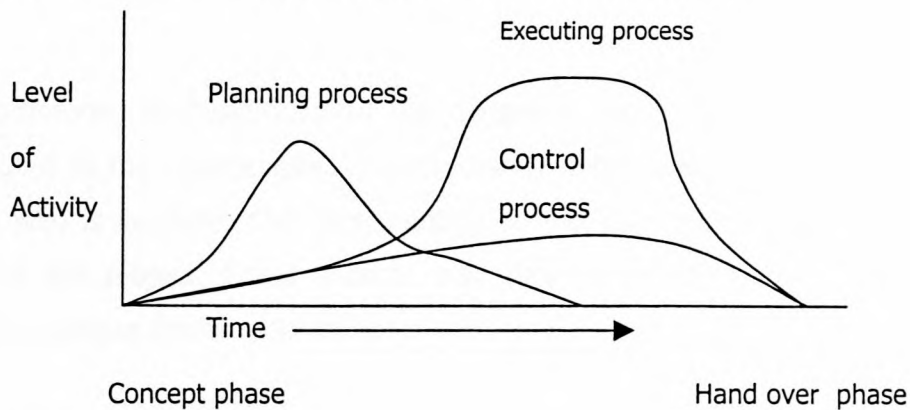 Executing process
Level
of
Activity
Planning process
Control
process
Time
Concept phase
Hand over phase